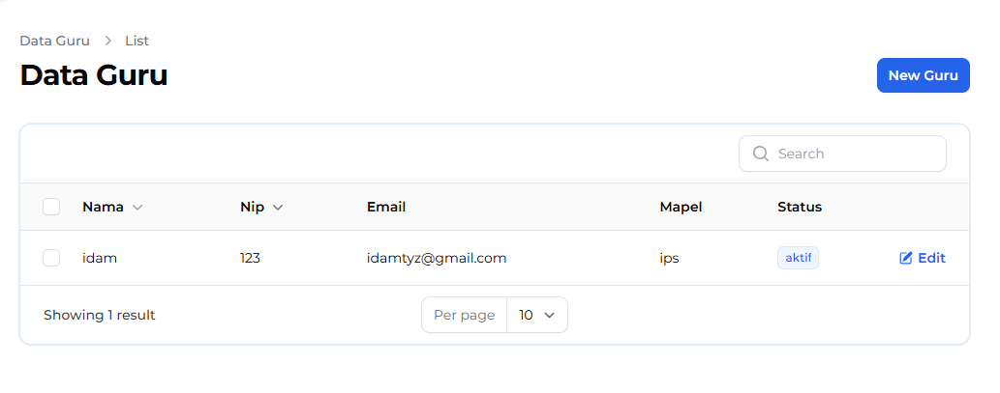 Data Guru > List
Data Guru
New Guru
Search
Nama Nip Email Mapel Status
idam 123 idamtyz@gmail.com ips aktif Edit
Showing 1 result Per page 10